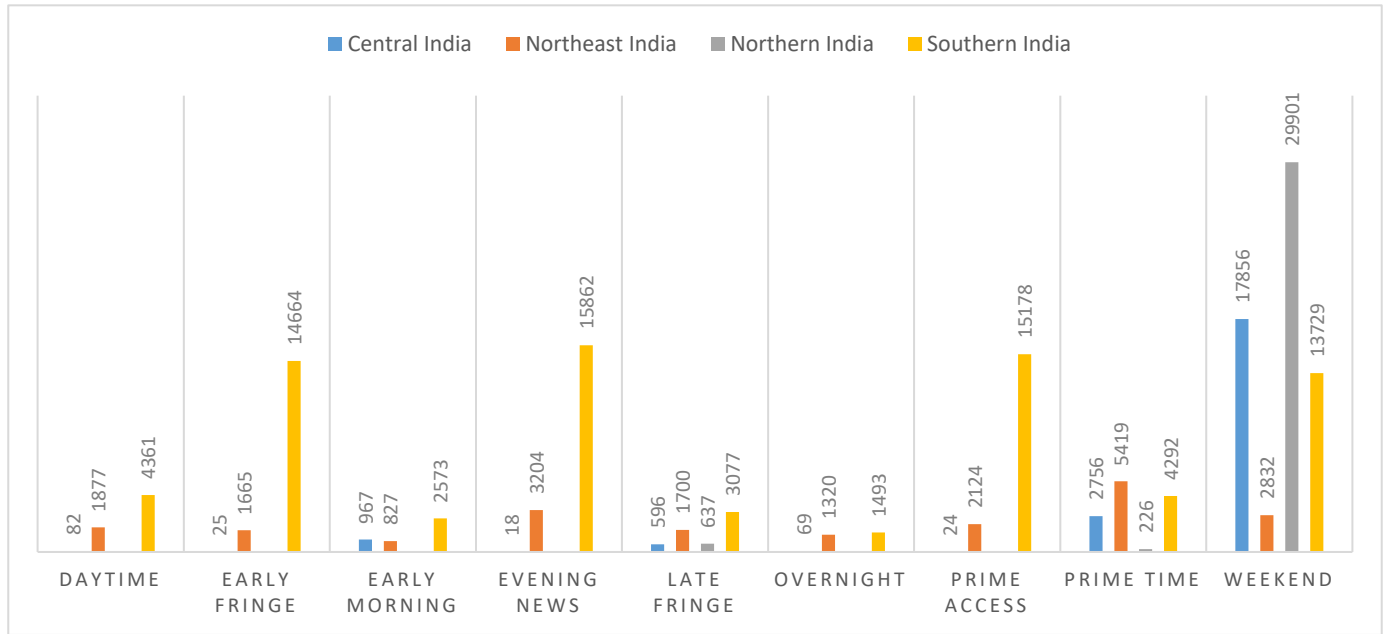 Central India Northeast India Northern India Southern India
82 1877 4361
25 1665 14664
967 827 2573
18 3204 15862
596 1700 637 3077
69 1320 1493
24 2124 15178
2756 5419 226 4292
17856 2832 29901 13729
DAYTIME
EARLY
FRINGE
EARLY
MORNING
EVENING
NEWS
LATE
FRINGE
OVERNIGHT
PRIME
ACCESS
PRIME TIME
WEEKEND